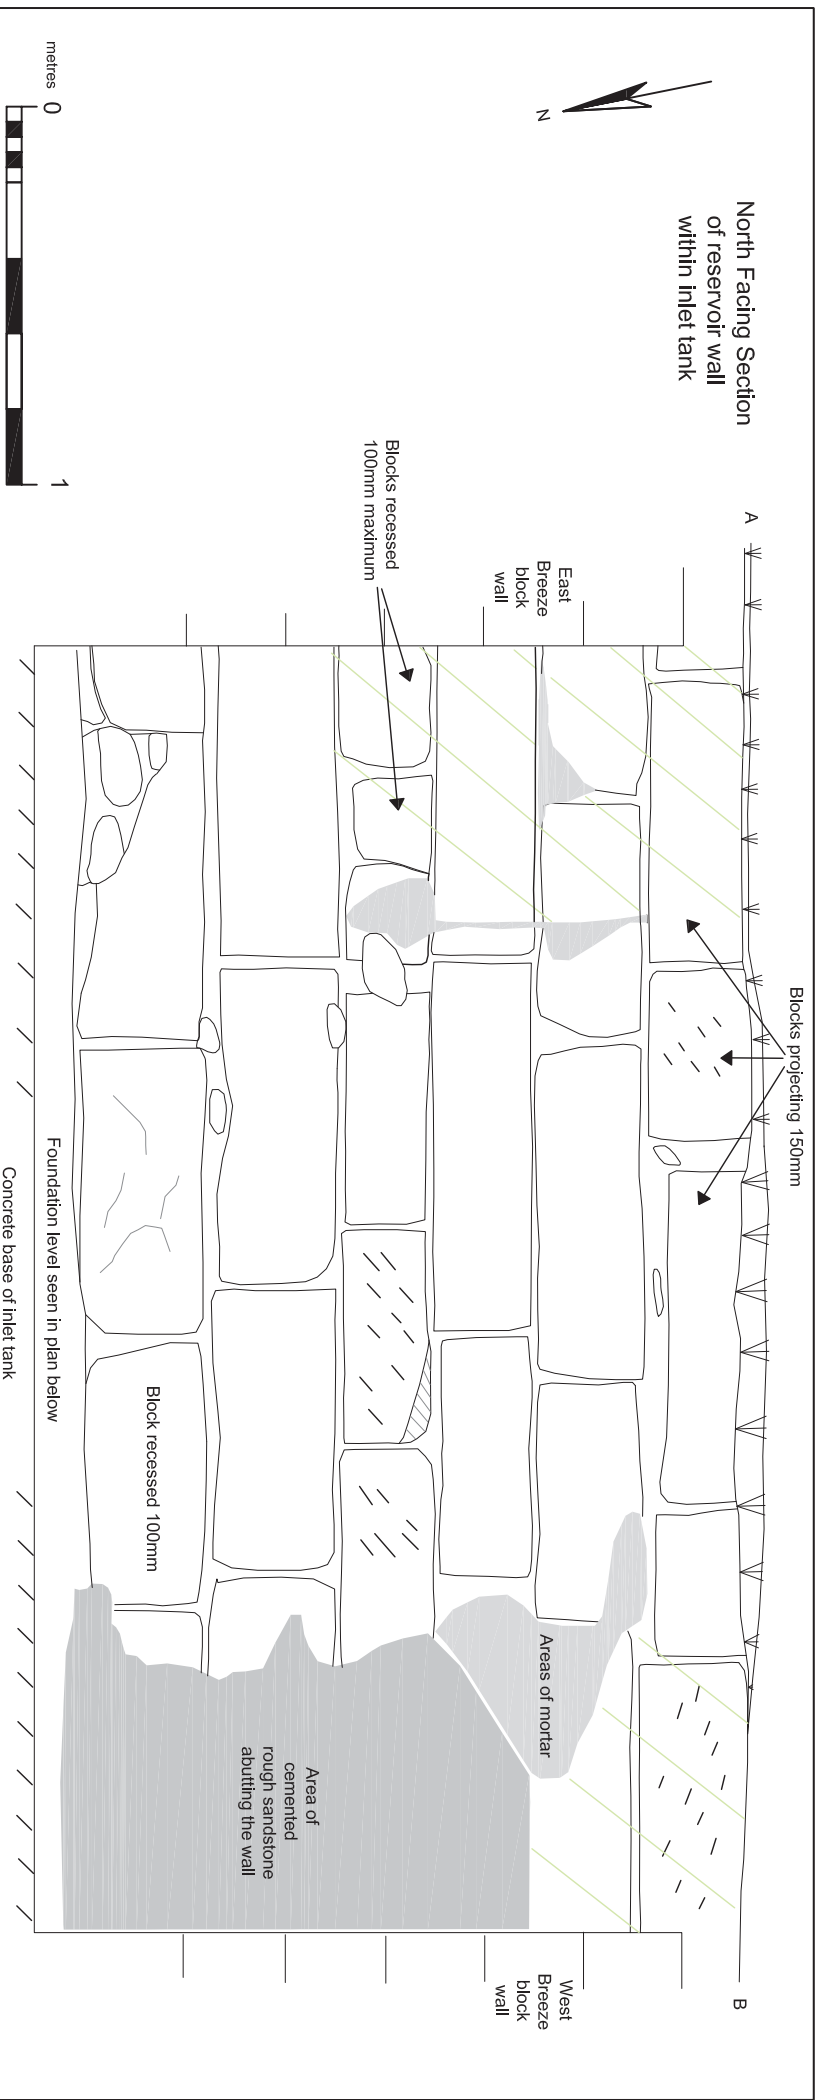 North Facing Section
of reservoir wall
within inlet tank
N
metres
0
1
A
B
East
Breeze
block
wall
Blocks recessed
100mm maximum
Blocks projecting 150mm
Areas of mortar
Area of
cemented
rough sandstone
abutting the wall
Block recessed 100mm
West
Breeze
block
wall
Foundation level seen in plan below
Concrete base of inlet tank